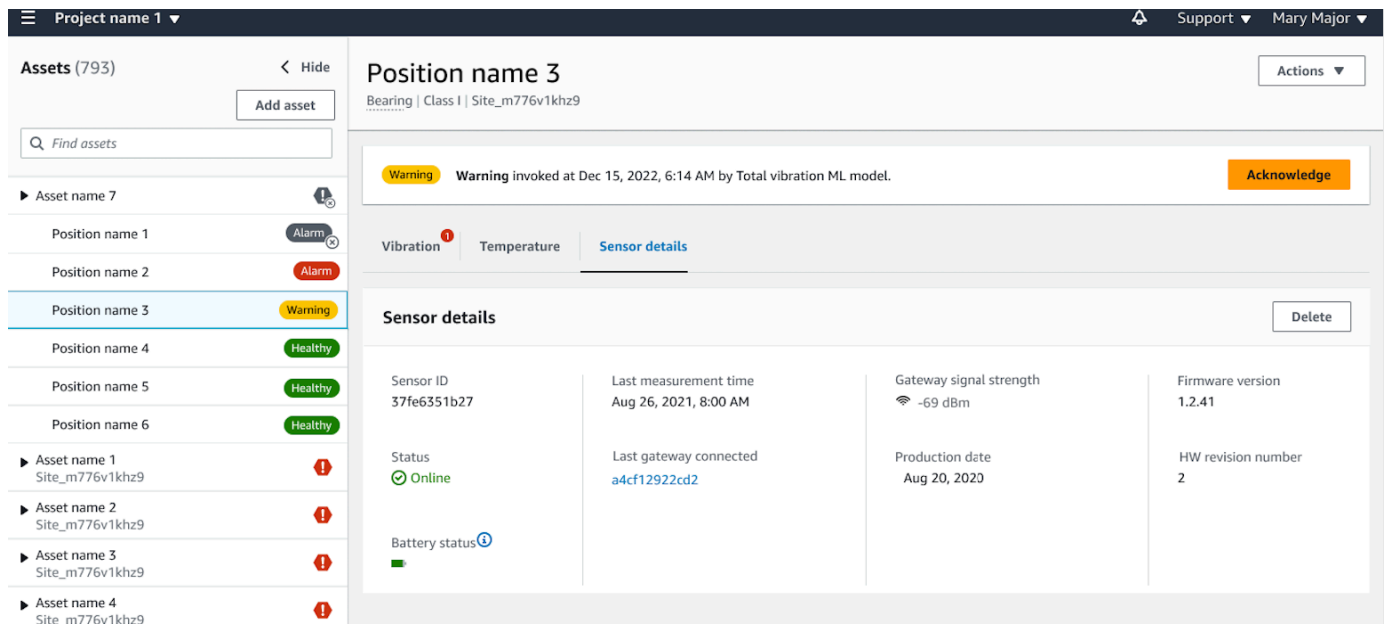 Project name 1
Support
Mary Major
Assets (793)
Hide
Add asset
Find assets
Asset name 7
Position name 1
Alarm
Position name 2
Alarm
Position name 3
Warning
Position name 4
Healthy
Position name 5
Healthy
Position name 6
Healthy
Asset name 1
Site_m776v1khz9
Asset name 2
Site_m776v1khz9
Asset name 3
Site_m776v1khz9
Asset name 4
Site_m776v1khz9
Position name 3
Actions
Bearing | Class I | Site_m776v1khz9
Warning
Warning invoked at Dec 15, 2022, 6:14 AM by Total vibration ML model.
Acknowledge
Vibration
1
Temperature
Sensor details
Sensor details
Delete
Sensor ID
37fe6351b27
Last measurement time
Aug 26, 2021, 8:00 AM
Gateway signal strength
-69 dBm
Firmware version
1.2.41
Status
Online
Last gateway connected
a4cf12922cd2
Production date
Aug 20, 2020
HW revision number
2
Battery status